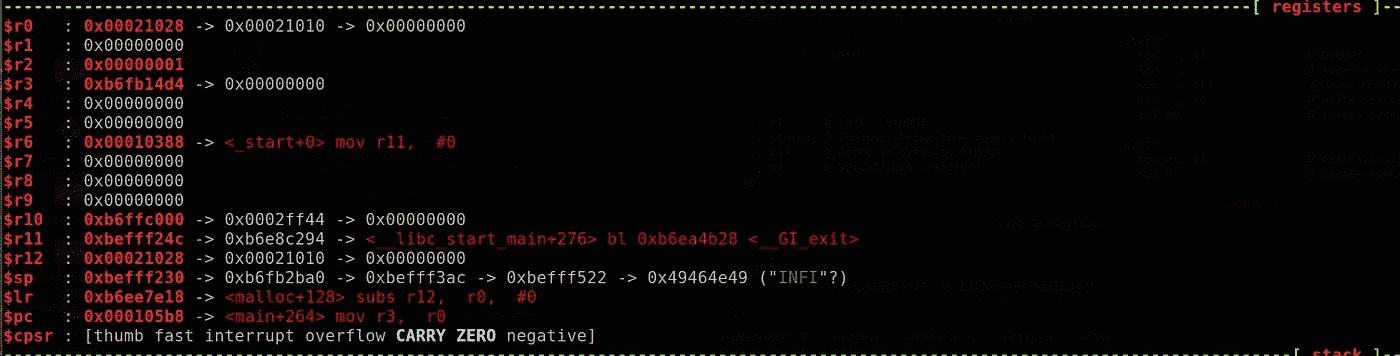 [ registers ]
$r0 : 0x00021028 -> 0x00021010 -> 0x00000000
$r1 : 0x00000000
$r2 : 0x00000001
$r3 : 0xb6fb14d4 -> 0x00000000
$r4 : 0x00000000
$r5 : 0x00000000
$r6 : 0x00010388 -> <_start+0> mov r11, #0
$r7 : 0x00000000
$r8 : 0x00000000
$r9 : 0x00000000
$r10 : 0xb6ffc000 -> 0x0002ff44 -> 0x00000000
$r11 : 0xbefff24c -> 0xb6e8c294 -> <__libc_start_main+276> bl 0xb6ea4b28 <__GI_exit>
$r12 : 0x00021028 -> 0x00021010 -> 0x00000000
$sp : 0xbefff230 -> 0xb6fb2ba0 -> 0xbefff3ac -> 0xbefff522 -> 0x49464e49 ("INFI"?)
$lr : 0xb6ee7e18 -> <malloc+128> subs r12, r0, #0
$pc : 0x000105b8 -> <main+264> mov r3, r0
$cpsr : [thumb fast interrupt overflow CARRY ZERO negative]
[ stack ]